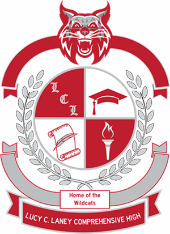 L C L
Home of the
Wildcats
LUCY C. LANEY COMPREHENSIVE HIGH